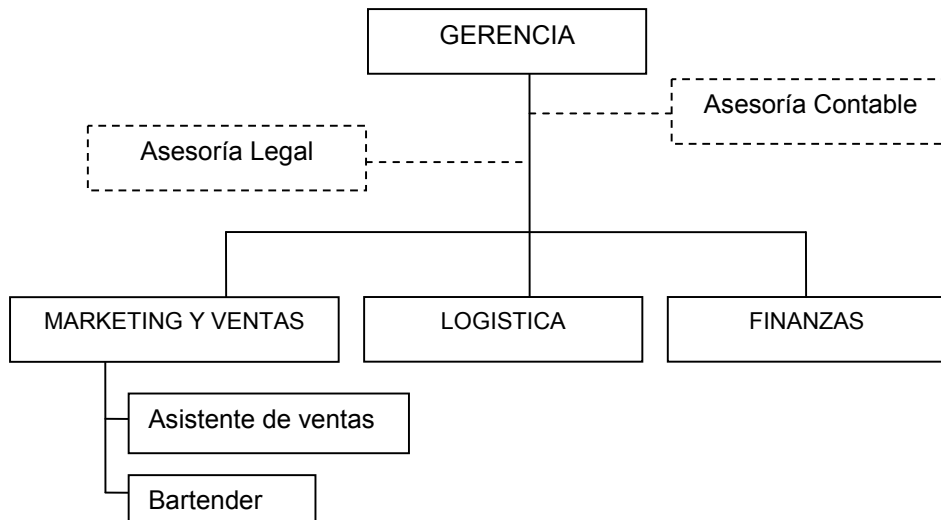 GERENCIA
Asesoría Contable
Asesoría Legal
MARKETING Y VENTAS
LOGISTICA
FINANZAS
Asistente de ventas
Bartender